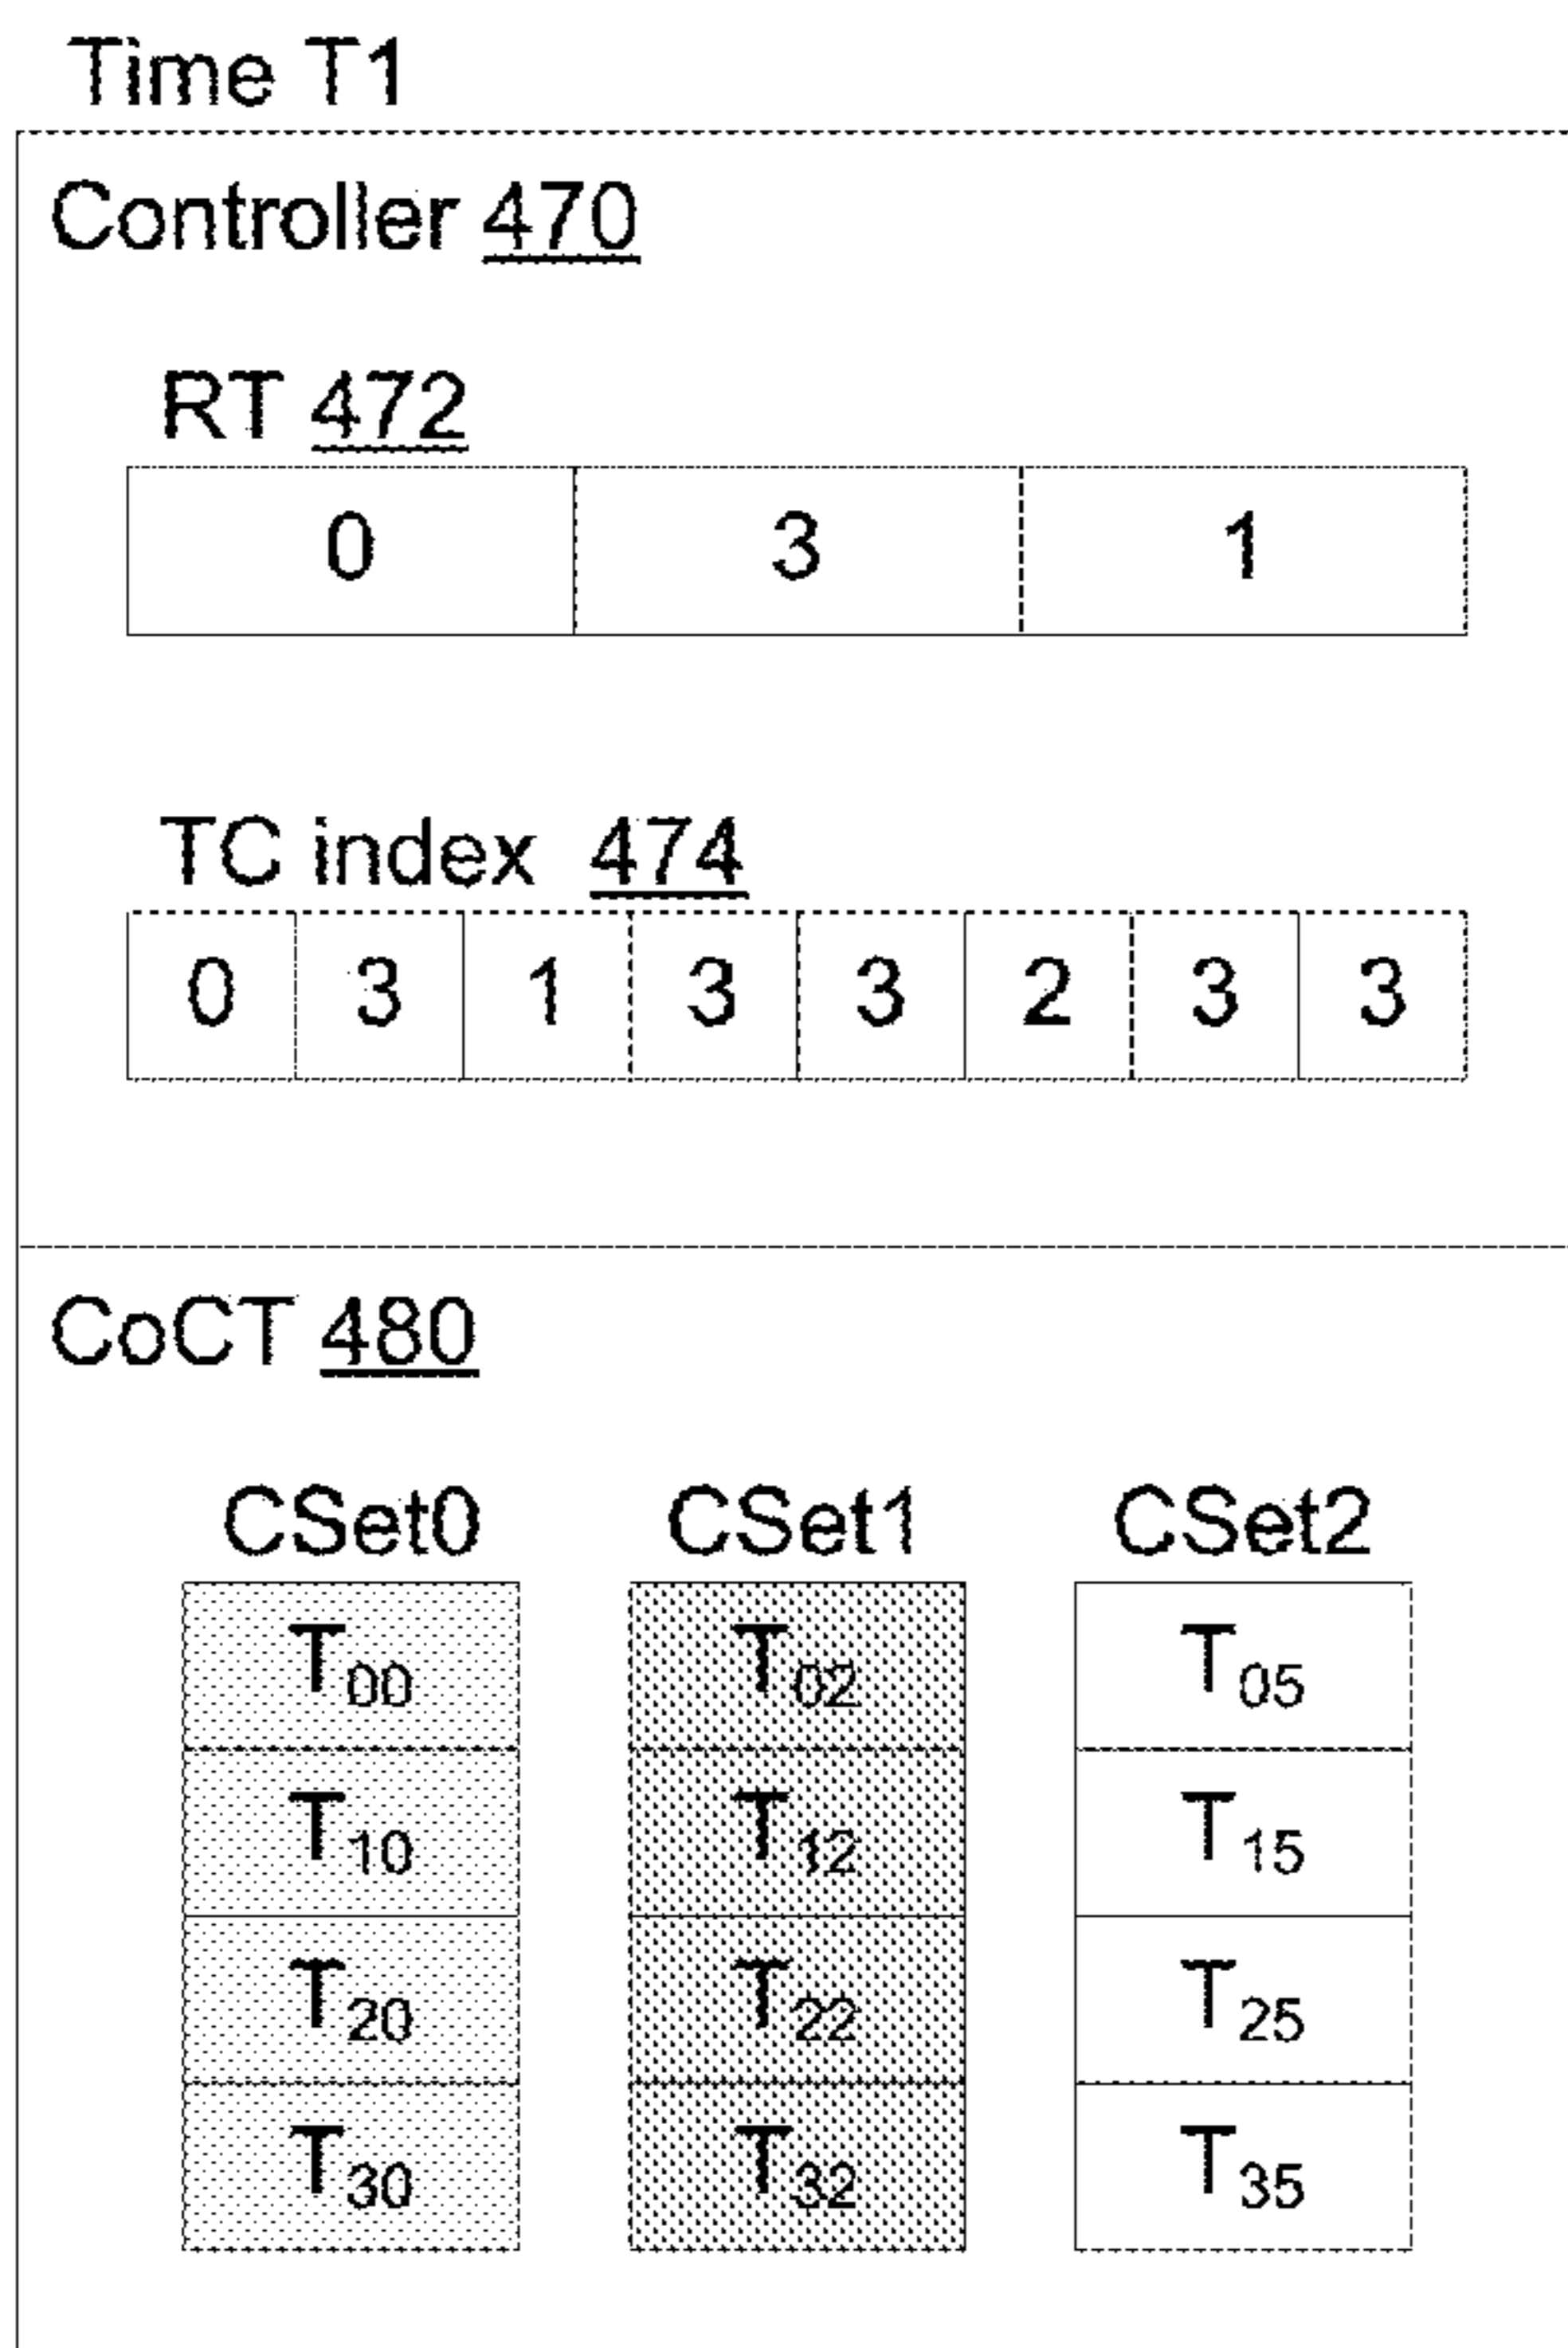 Time T1
Controller 470
RT 472
0 3 1
TC index 474
0 3 1 3 3 2 3 3
CoCT 480
CSet0 CSet1 CSet2
T00 T02 T05
T10 T12 T15
T20 T22 T25
T30 T32 T35